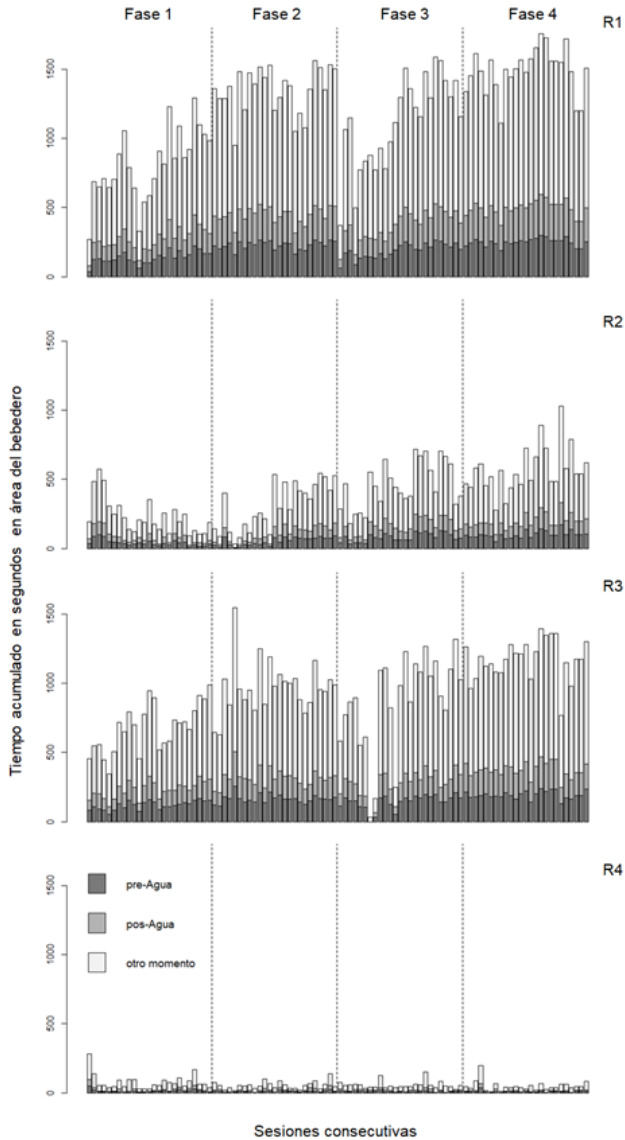 Fase 1 Fase 2 Fase 3 Fase 4
R1
0 500 1000 1500
R2
0 500 1000 1500
R3
0 500 1000 1500
R4
0 500 1000 1500
Tiempo acumulado en segundos en área del bebedero
pre-Agua
pos-Agua
otro momento
Sesiones consecutivas